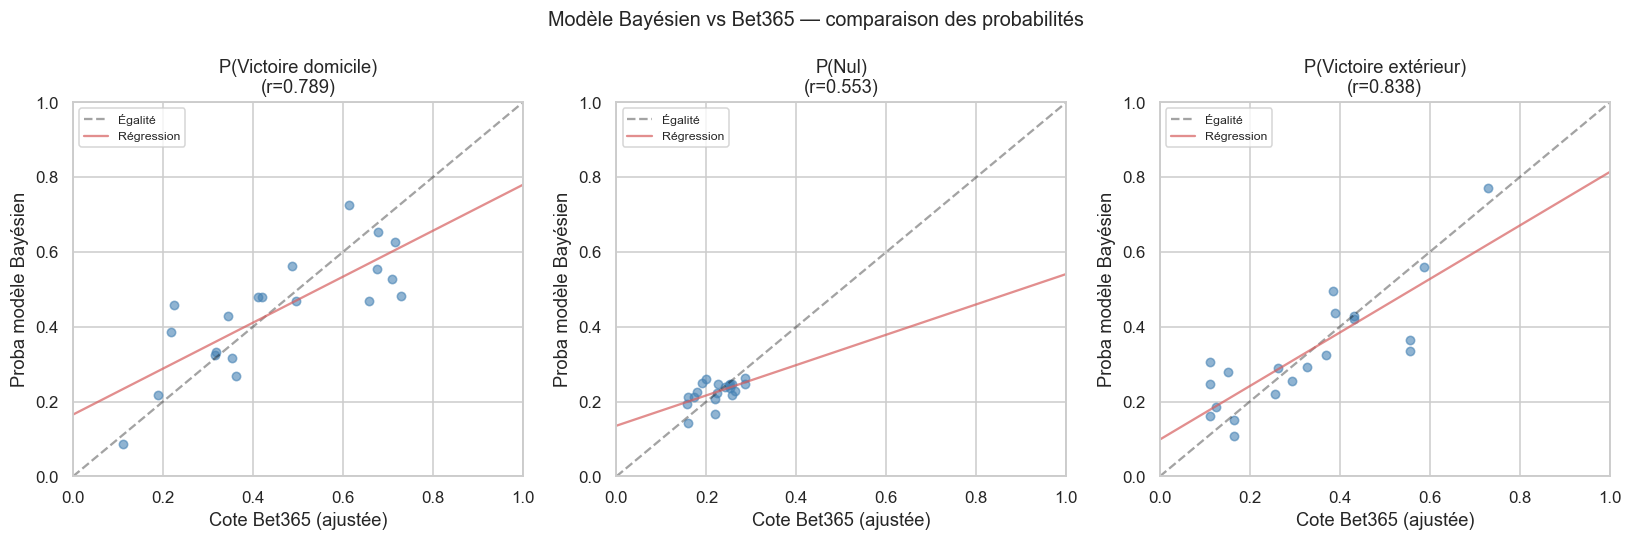 Modèle Bayésien vs Bet365 — comparaison des probabilités
P(Victoire domicile)
(r=0.789)
Égalité
Régression
Proba modèle Bayésien
1.0
0.8
0.6
0.4
0.2
0.0
0.0 0.2 0.4 0.6 0.8 1.0
Cote Bet365 (ajustée)
P(Nul)
(r=0.553)
Égalité
Régression
Proba modèle Bayésien
1.0
0.8
0.6
0.4
0.2
0.0
0.0 0.2 0.4 0.6 0.8 1.0
Cote Bet365 (ajustée)
P(Victoire extérieur)
(r=0.838)
Égalité
Régression
Proba modèle Bayésien
1.0
0.8
0.6
0.4
0.2
0.0
0.0 0.2 0.4 0.6 0.8 1.0
Cote Bet365 (ajustée)